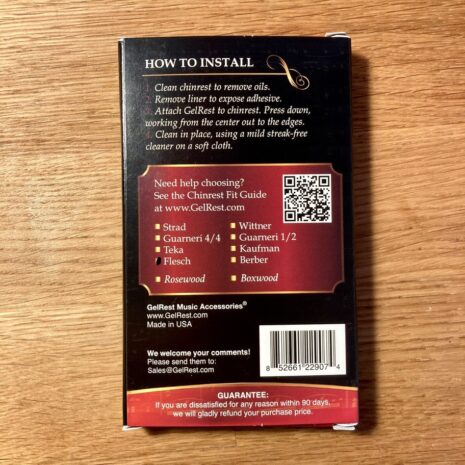 HOW TO INSTALL
1. Clean chinrest to remove oils.
2. Remove liner to expose adhesive.
3. Attach GelRest to chinrest. Press down,
working from the center out to the edges.
4. Clean in place, using a mild streak-free
cleaner on a soft cloth.
Need help choosing?
See the Chinrest Fit Guide
at www.GelRest.com
Strad
Guarneri 4/4
Teka
Flesch
Wittner
Guarneri 1/2
Kaufman
Berber
Rosewood
Boxwood
GelRest Music Accessories®
www.GelRest.com
Made in USA
We welcome your comments!
Please send them to:
Sales@GelRest.com
8 52661 22907 4
GUARANTEE:
If you are dissatisfied for any reason within 90 days,
we will gladly refund your purchase price.